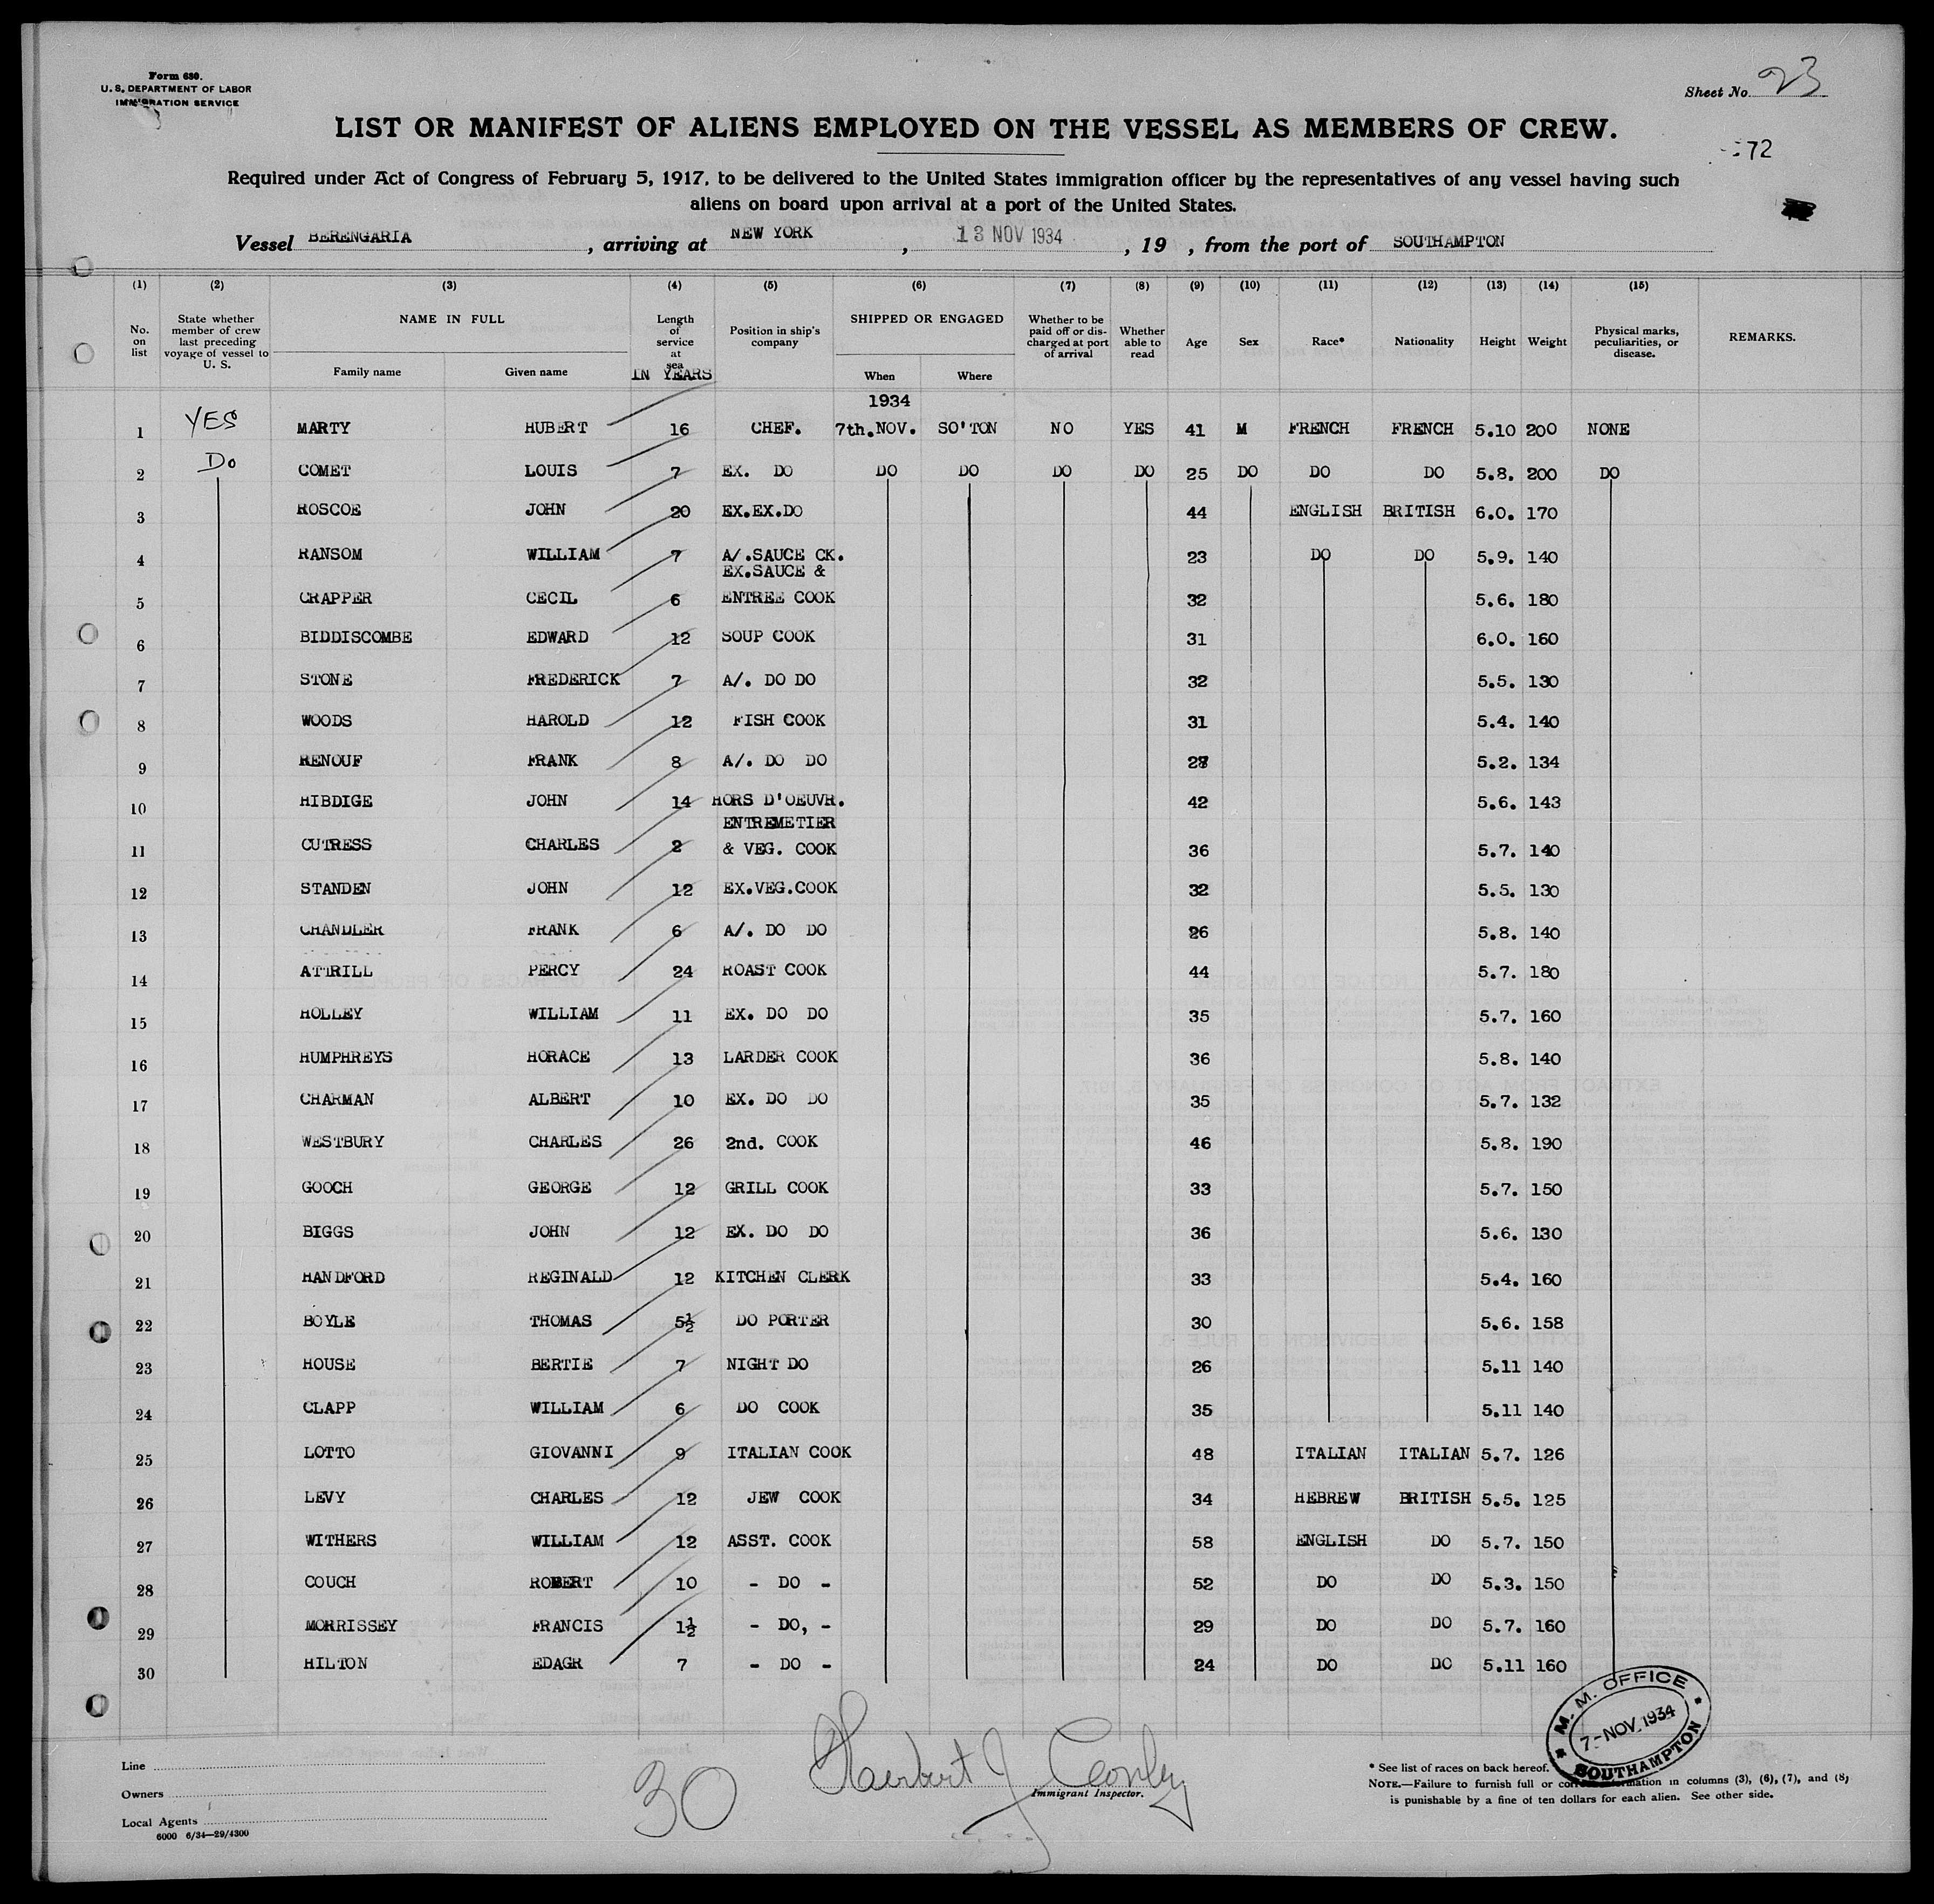 Form 680.
U. S. DEPARTMENT OF LABOR
IMMIGRATION SERVICE
Sheet No. 23
LIST OR MANIFEST OF ALIENS EMPLOYED ON THE VESSEL AS MEMBERS OF CREW.
72
Required under Act of Congress of February 5, 1917, to be delivered to the United States immigration officer by the representatives of any vessel having such
aliens on board upon arrival at a port of the United States.
Vessel BERENGARIA, arriving at NEW YORK, 13 NOV 1934, 19 , from the port of SOUTHAMPTON
(1) (2) (3) (4) (5) (6) (7) (8) (9) (10) (11) (12) (13) (14) (15)
No. on list
State whether member of crew last preceding voyage of vessel to U. S.
NAME IN FULL
Family name Given name
Length of service at sea
IN YEARS
Position in ship's company
SHIPPED OR ENGAGED
When Where
Whether to be paid off or discharged at port of arrival
Whether able to read
Age
Sex
Race*
Nationality
Height
Weight
Physical marks, peculiarities, or disease.
REMARKS.
1934
1 YES MARTY HUBERT 16 CHEF. 7th.NOV. SO'TON NO YES 41 M FRENCH FRENCH 5.10 200 NONE
2 Do COMET LOUIS 7 EX. DO DO DO DO DO 25 DO DO DO 5.8. 200 DO
3 ROSCOE JOHN 20 EX.EX.DO 44 ENGLISH BRITISH 6.0. 170
4 RANSOM WILLIAM 7 A/.SAUCE CK. 23 DO DO 5.9. 140
EX.SAUCE &
5 CRAPPER CECIL 6 ENTREE COOK 32 5.6. 180
6 BIDDISCOMBE EDWARD 12 SOUP COOK 31 6.0. 160
7 STONE FREDERICK 7 A/. DO DO 32 5.5. 130
8 WOODS HAROLD 12 FISH COOK 31 5.4. 140
9 RENOUF FRANK 8 A/. DO DO 5.2. 134
10 HIBDIGE JOHN 14 HORS D'OEUVR. 42 5.6. 143
ENTREMETIER
11 CUTRESS CHARLES 2 & VEG. COOK 36 5.7. 140
12 STANDEN JOHN 12 EX.VEG.COOK 32 5.5. 130
13 CHANDLER FRANK 6 A/. DO DO 26 5.8. 140
14 ATTRILL PERCY 24 ROAST COOK 44 5.7. 180
15 HOLLEY WILLIAM 11 EX. DO DO 35 5.7. 160
16 HUMPHREYS HORACE 13 LARDER COOK 36 5.8. 140
17 CHARMAN ALBERT 10 EX. DO DO 35 5.7. 132
18 WESTBURY CHARLES 26 2nd. COOK 46 5.8. 190
19 GOOCH GEORGE 12 GRILL COOK 33 5.7. 150
20 BIGGS JOHN 12 EX. DO DO 36 5.6. 130
21 HANDFORD REGINALD 12 KITCHEN CLERK 33 5.4. 160
22 BOYLE THOMAS 5½ DO PORTER 30 5.6. 158
23 HOUSE BERTIE 7 NIGHT DO 26 5.11 140
24 CLAPP WILLIAM 6 DO COOK 35 5.11 140
25 LOTTO GIOVANNI 9 ITALIAN COOK 48 ITALIAN ITALIAN 5.7. 126
26 LEVY CHARLES 12 JEW COOK 34 HEBREW BRITISH 5.5. 125
27 WITHERS WILLIAM 12 ASST. COOK 58 ENGLISH DO 5.7. 150
28 COUCH ROBERT 10 - DO - 52 DO DO 5.3. 150
29 MORRISSEY FRANCIS 1½ - DO, - 29 DO DO 5.7. 160
30 HILTON EDAGR 7 - DO - 24 DO DO 5.11 160
M. M. OFFICE
7-NOV.1934
SOUTHAMPTON
Line
Owners
Local Agents
6000 6/34—29/4300
30
Immigrant Inspector.
* See list of races on back hereof.
NOTE.—Failure to furnish full or correct information in columns (3), (6), (7), and (8)
is punishable by a fine of ten dollars for each alien. See other side.